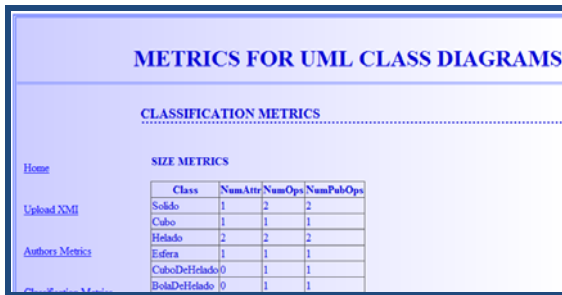 METRICS FOR UML CLASS DIAGRAMS
CLASSIFICATION METRICS
Home
Upload XMI
Authors Metrics
Classification Metrics
SIZE METRICS
Class NumAttr NumOps NumPubOps
Solido 1 2 2
Cubo 1 1 1
Helado 2 2 2
Esfera 1 1 1
CuboDeHelado 0 1 1
BolaDeHelado 0 1 1